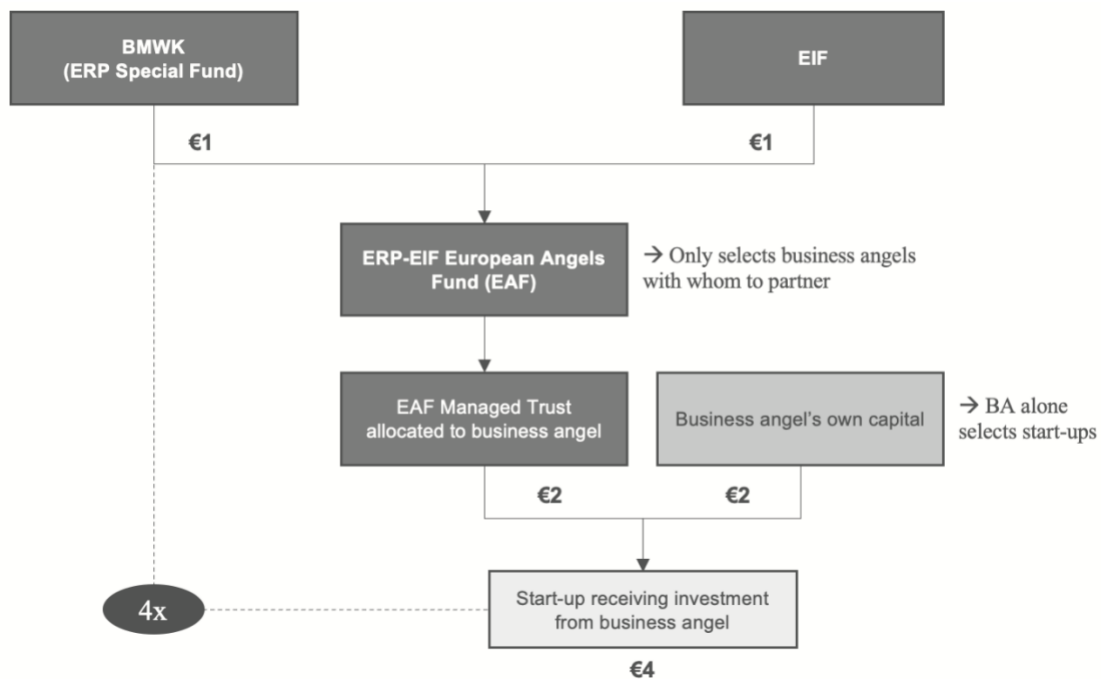 BMWK
(ERP Special Fund)
EIF
€1
€1
ERP-EIF European Angels
Fund (EAF)
→ Only selects business angels
with whom to partner
EAF Managed Trust
allocated to business angel
Business angel's own capital
→ BA alone
selects start-ups
€2
€2
4x
Start-up receiving investment
from business angel
€4